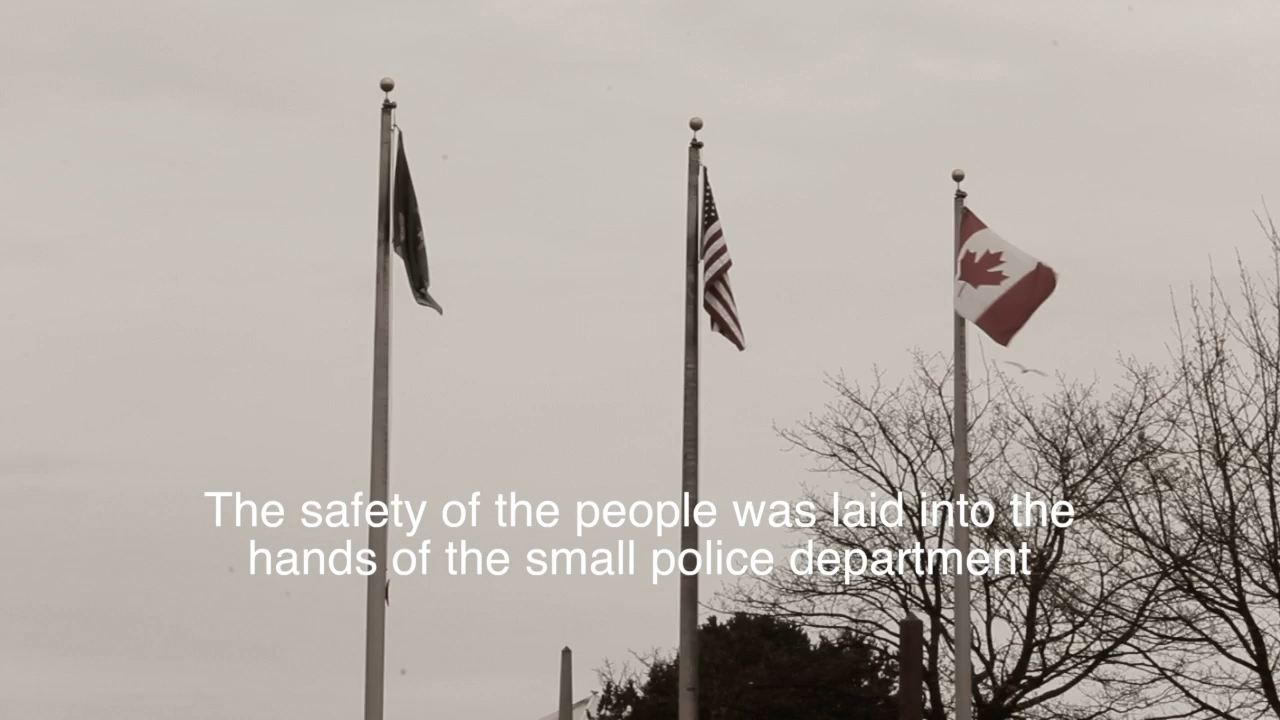 The safety of the people was laid into the
hands of the small police department